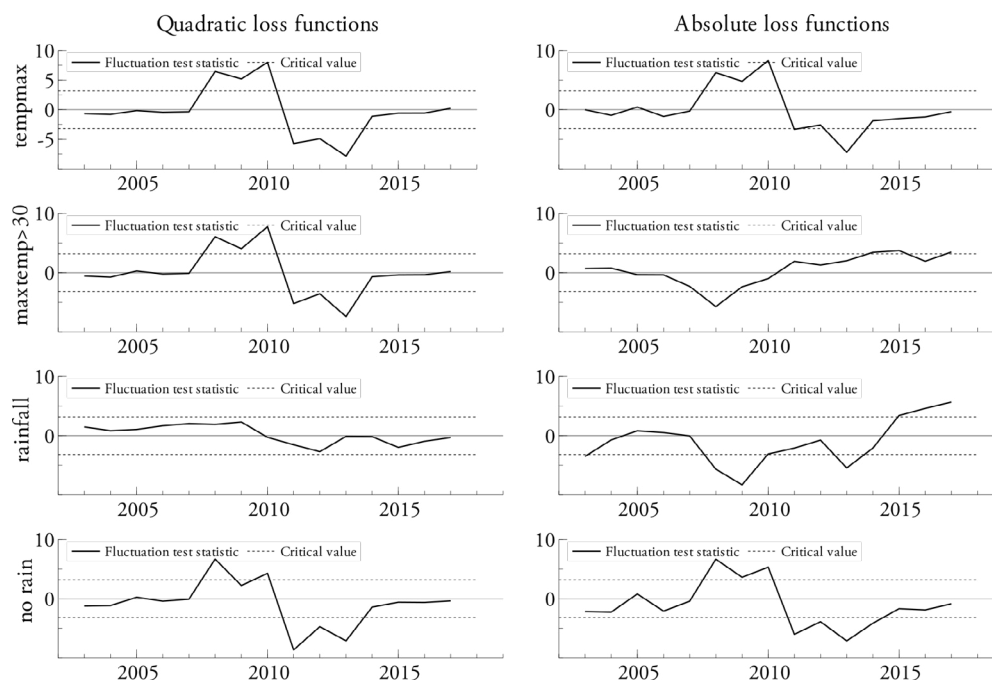 Quadratic loss functions
Absolute loss functions
tempmax
10
5
0
-5
Fluctuation test statistic
Critical value
2005
2010
2015
10
0
Fluctuation test statistic
Critical value
2005
2010
2015
maxtemp>30
10
0
Fluctuation test statistic
Critical value
2005
2010
2015
10
0
Fluctuation test statistic
Critical value
2005
2010
2015
rainfall
10
0
Fluctuation test statistic
Critical value
2005
2010
2015
10
0
Fluctuation test statistic
Critical value
2005
2010
2015
no rain
10
0
Fluctuation test statistic
Critical value
2005
2010
2015
10
0
Fluctuation test statistic
Critical value
2005
2010
2015